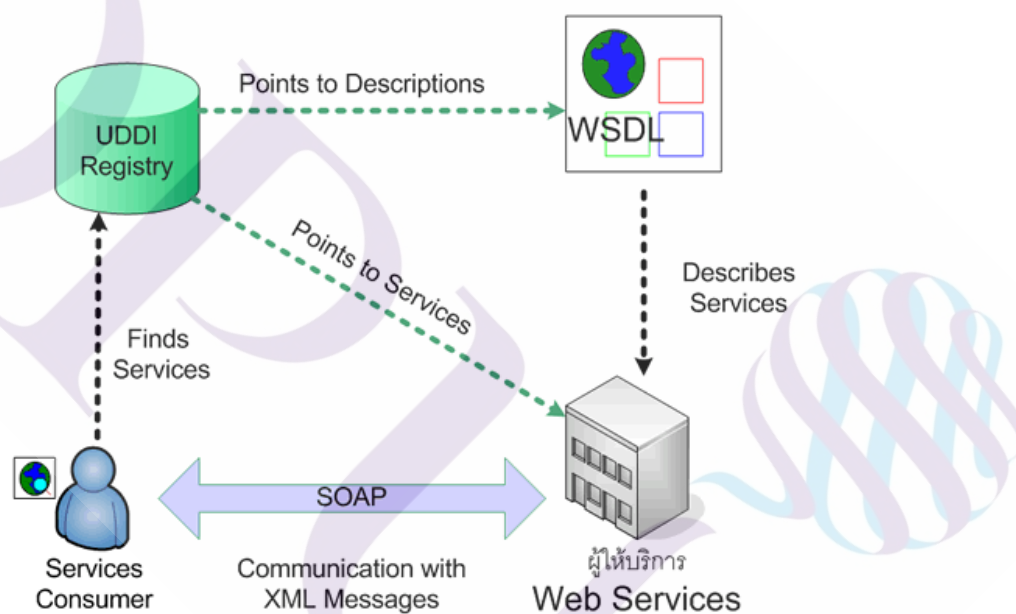 Points to Descriptions
UDDI
Registry
WSDL
Points to Services
Describes
Services
Finds
Services
SOAP
Services
Consumer
Communication with
XML Messages
ผู้ให้บริการ
Web Services